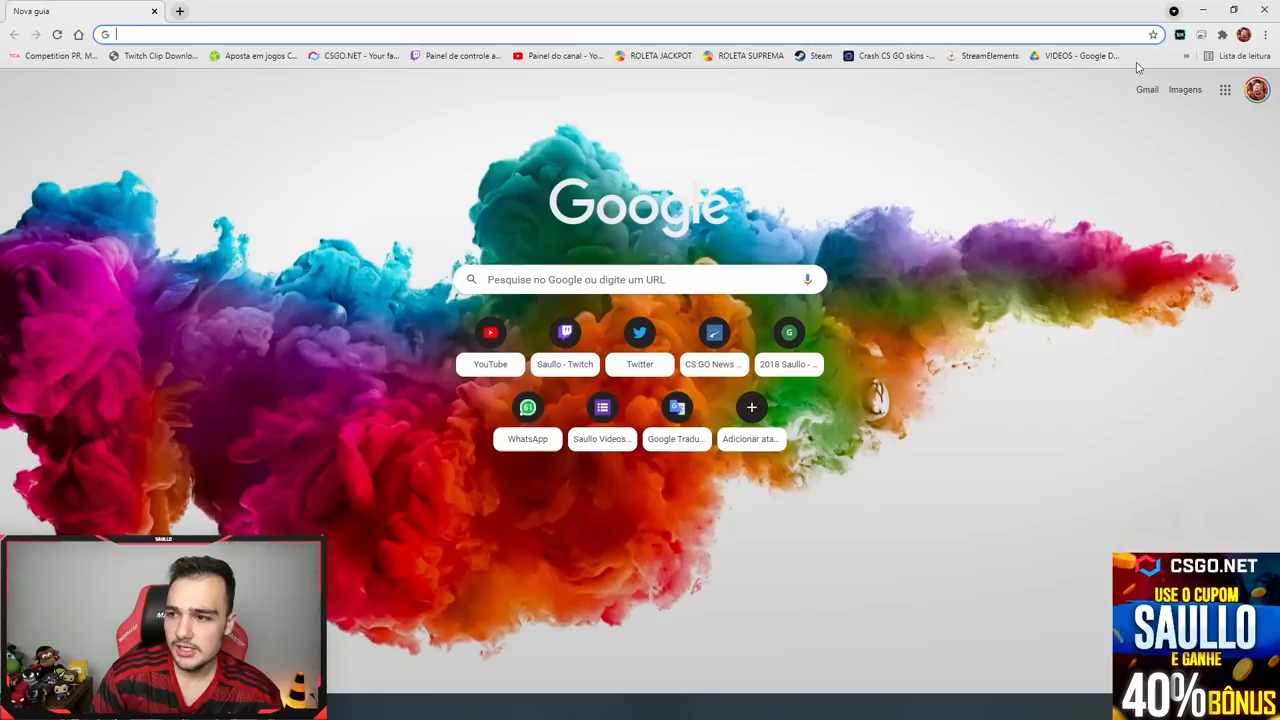 Nova guia
Competition PR, M...
Twitch Clip Downlo...
Aposta em jogos C...
CSGO.NET - Your fa...
Painel de controle a...
Painel do canal - Yo...
ROLETA JACKPOT
ROLETA SUPREMA
Steam
Crash CS GO skins -...
StreamElements
VIDEOS - Google D...
Lista de leitura
Gmail
Imagens
Google
Pesquise no Google ou digite um URL
YouTube
Saullo - Twitch
Twitter
CS:GO News ...
2018 Saullo - ...
WhatsApp
Saullo Vídeos...
Google Tradu...
Adicionar ata...
SAULLO
CSGO.NET
USE O CUPOM
SAULLO
E GANHE
40% BÔNUS